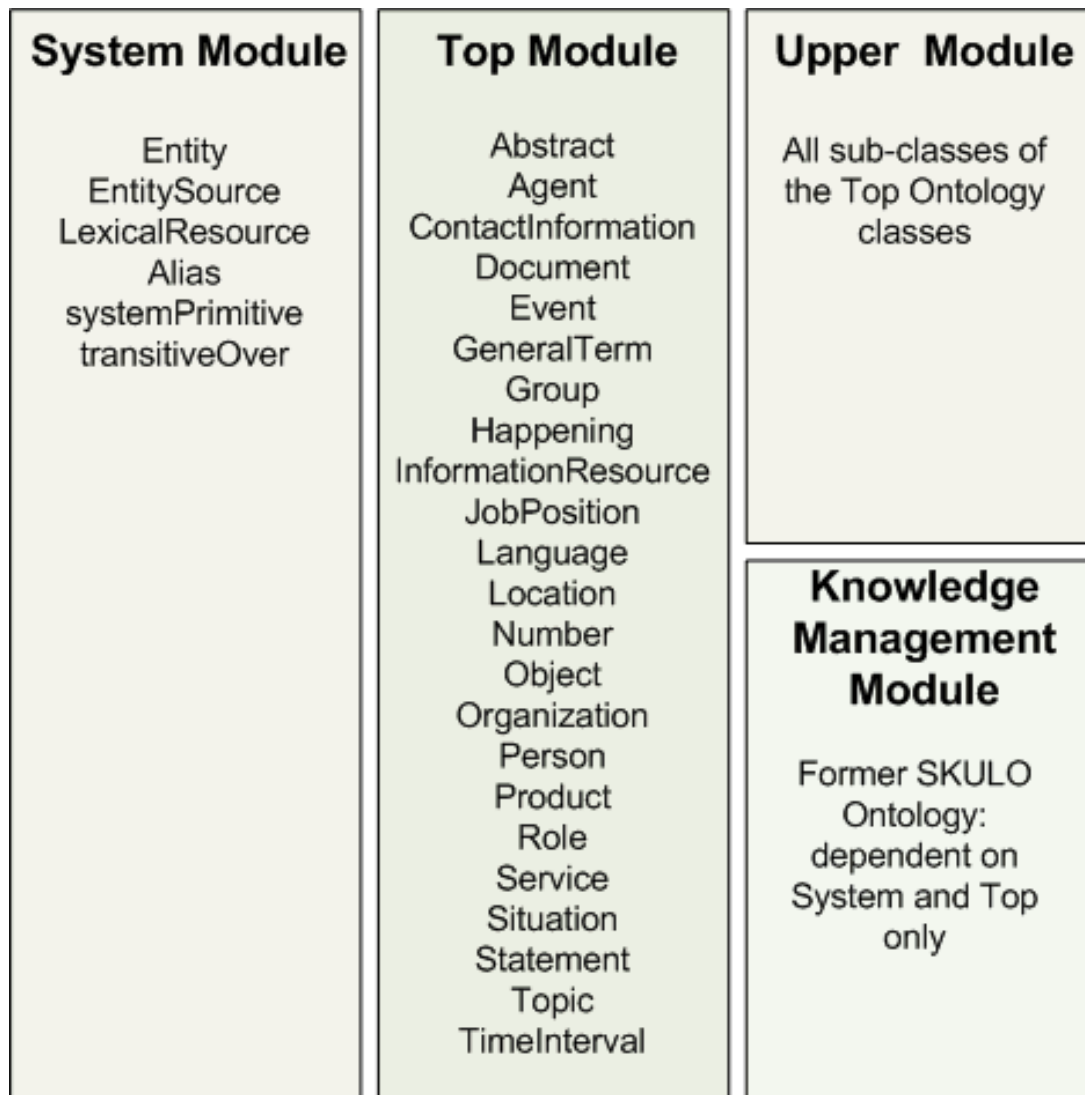 System Module
Entity
EntitySource
LexicalResource
Alias
systemPrimitive
transitiveOver
Top Module
Abstract
Agent
ContactInformation
Document
Event
GeneralTerm
Group
Happening
InformationResource
JobPosition
Language
Location
Number
Object
Organization
Person
Product
Role
Service
Situation
Statement
Topic
TimeInterval
Upper Module
All sub-classes of
the Top Ontology
classes
Knowledge
Management
Module
Former SKULO
Ontology:
dependent on
System and Top
only